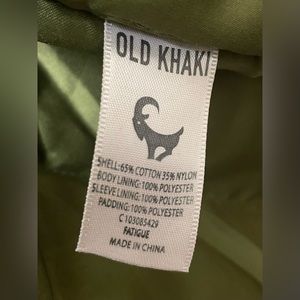 OLD KHAKI
SHELL: 65% COTTON 35% NYLON
BODY LINING: 100% POLYESTER
SLEEVE LINING: 100% POLYESTER
PADDING: 100% POLYESTER
C 103085429
FATIGUE
MADE IN CHINA